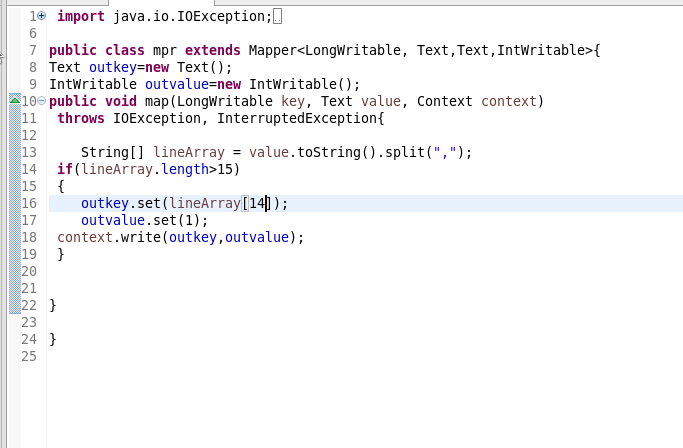 1 import java.io.IOException;
6
7 public class mpr extends Mapper<LongWritable, Text,Text,IntWritable>{
8 Text outkey=new Text();
9 IntWritable outvalue=new IntWritable();
10 public void map(LongWritable key, Text value, Context context)
11 throws IOException, InterruptedException{
12
13 String[] lineArray = value.toString().split(",");
14 if(lineArray.length>15)
15 {
16 outkey.set(lineArray[14]);
17 outvalue.set(1);
18 context.write(outkey,outvalue);
19 }
20
21
22 }
23
24 }
25